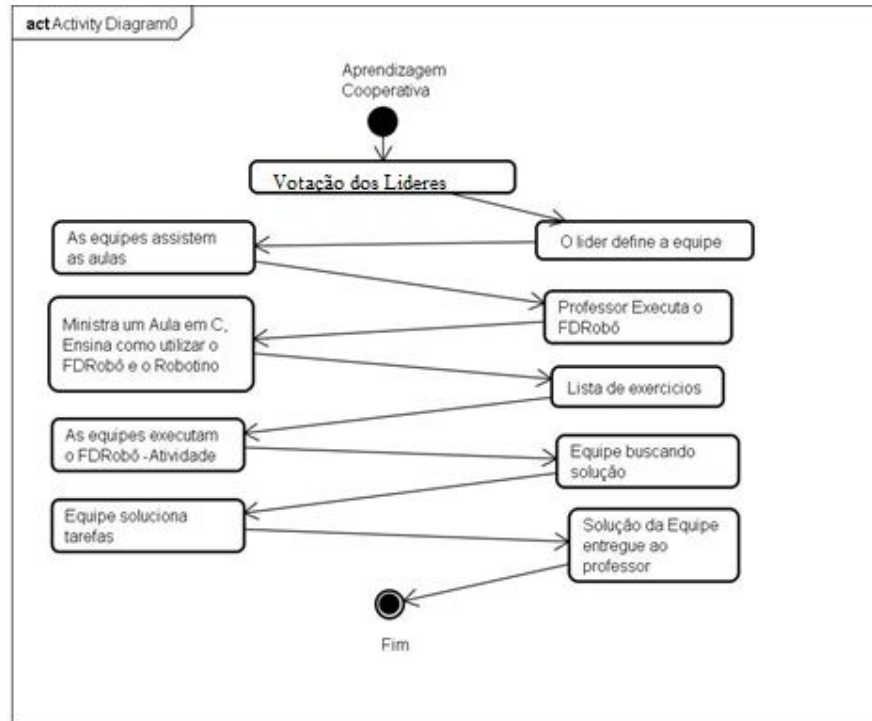 act Activity Diagram0
Aprendizagem
Cooperativa
Votação dos Lideres
O lider define a equipe
As equipes assistem
as aulas
Professor Executa o
FDRobô
Ministra um Aula em C,
Ensina como utilizar o
FDRobô e o Robotino
Lista de exercicios
As equipes executam
o FDRobô -Atividade
Equipe buscando
solução
Equipe soluciona
tarefas
Solução da Equipe
entregue ao
professor
Fim